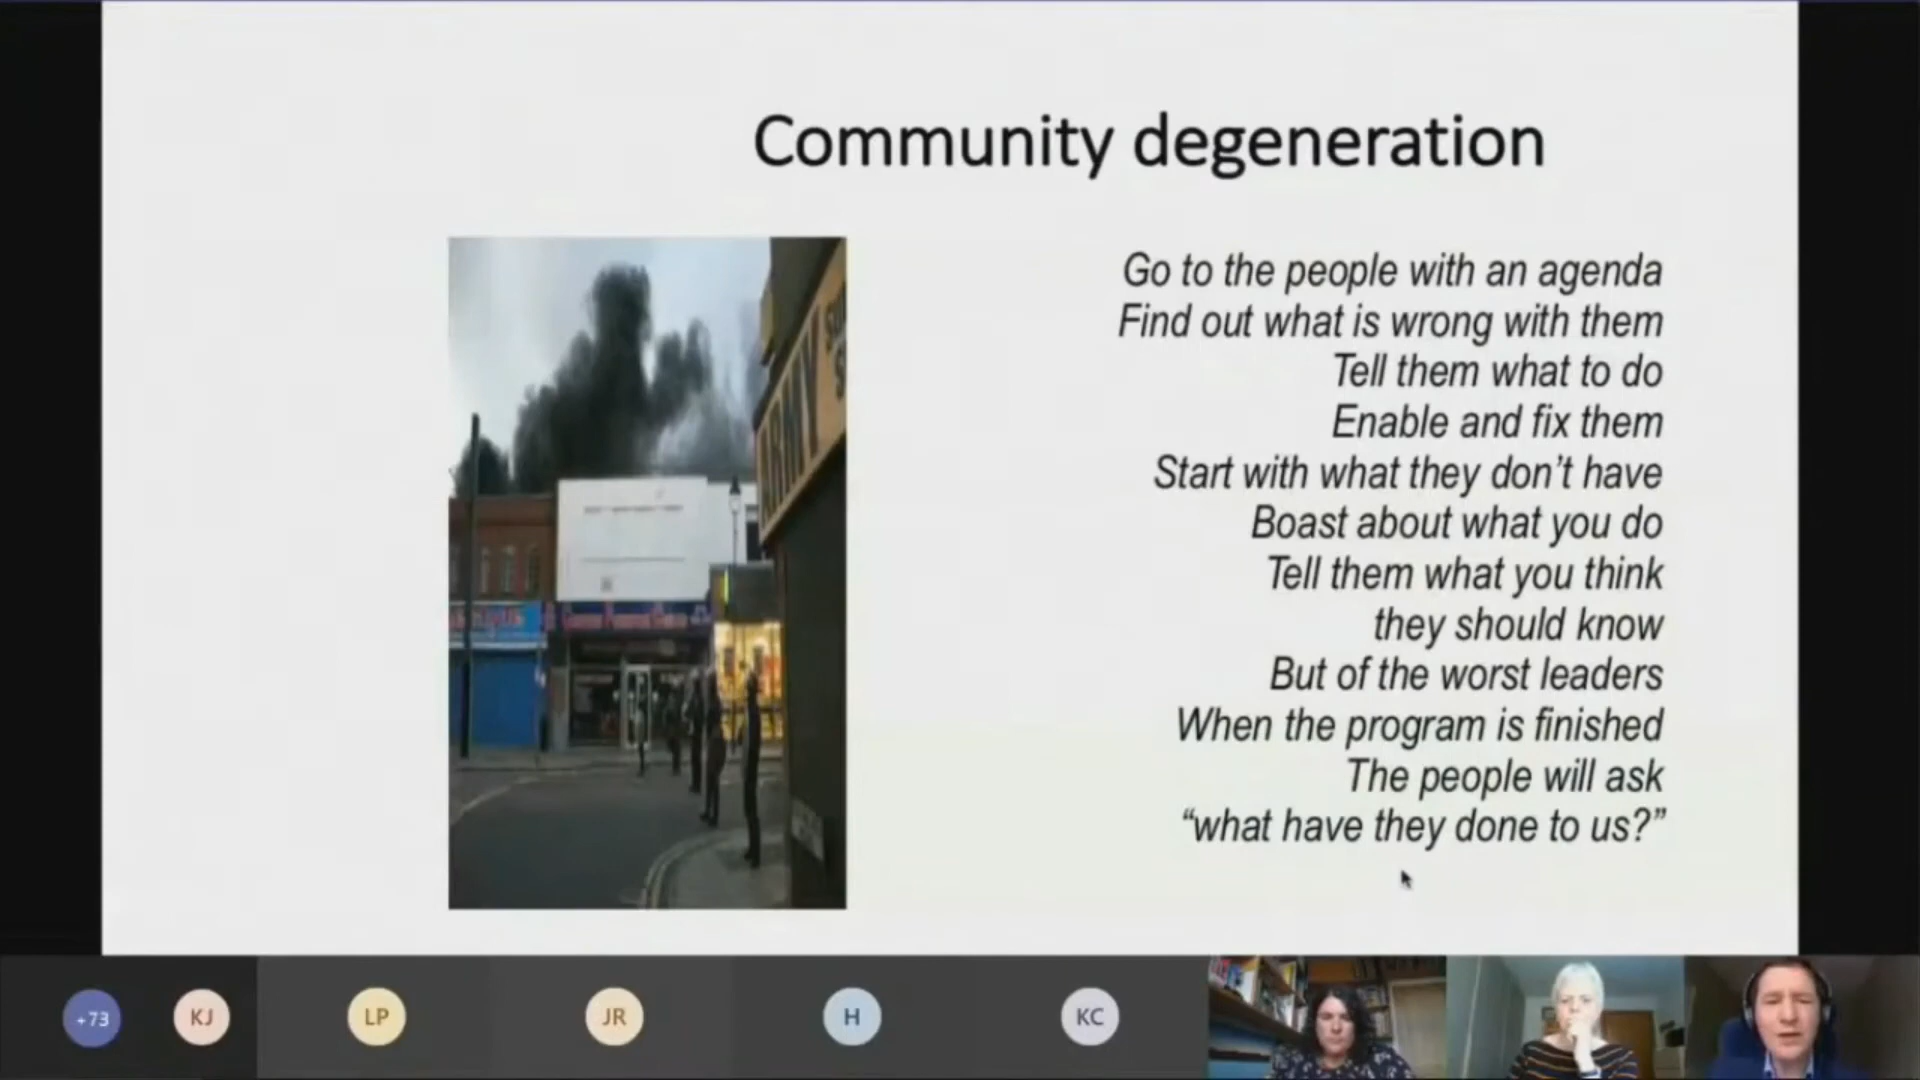 Community degeneration
Go to the people with an agenda
Find out what is wrong with them
Tell them what to do
Enable and fix them
Start with what they don’t have
Boast about what you do
Tell them what you think
they should know
But of the worst leaders
When the program is finished
The people will ask
“what have they done to us?”
ARMY
+73
KJ
LP
JR
H
KC